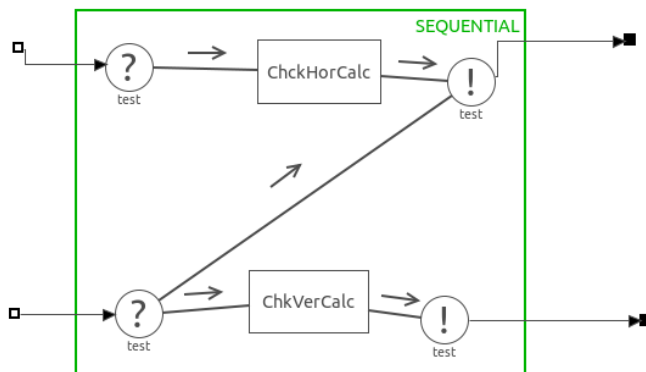 SEQUENTIAL
? ChckHorCalc !
test test
? ChkVerCalc !
test test